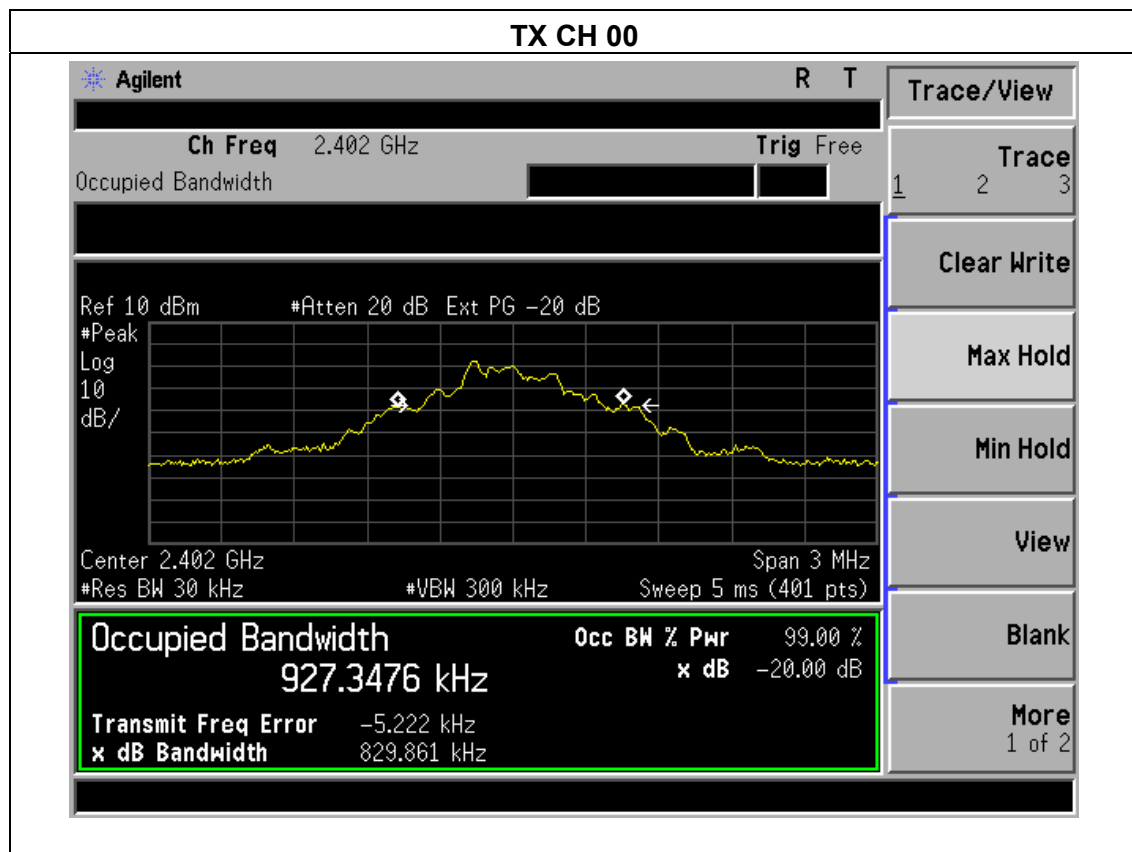 TX CH 00
Agilent R T
Ch Freq 2.402 GHz Trig Free
Occupied Bandwidth
Ref 10 dBm #Atten 20 dB Ext PG -20 dB
#Peak
Log
10
dB/
Center 2.402 GHz Span 3 MHz
#Res BW 30 kHz #VBW 300 kHz Sweep 5 ms (401 pts)
Occupied Bandwidth Occ BW % Pwr 99.00 %
927.3476 kHz x dB -20.00 dB
Transmit Freq Error -5.222 kHz
x dB Bandwidth 829.861 kHz
Trace/View
Trace
1 2 3
Clear Write
Max Hold
Min Hold
View
Blank
More
1 of 2